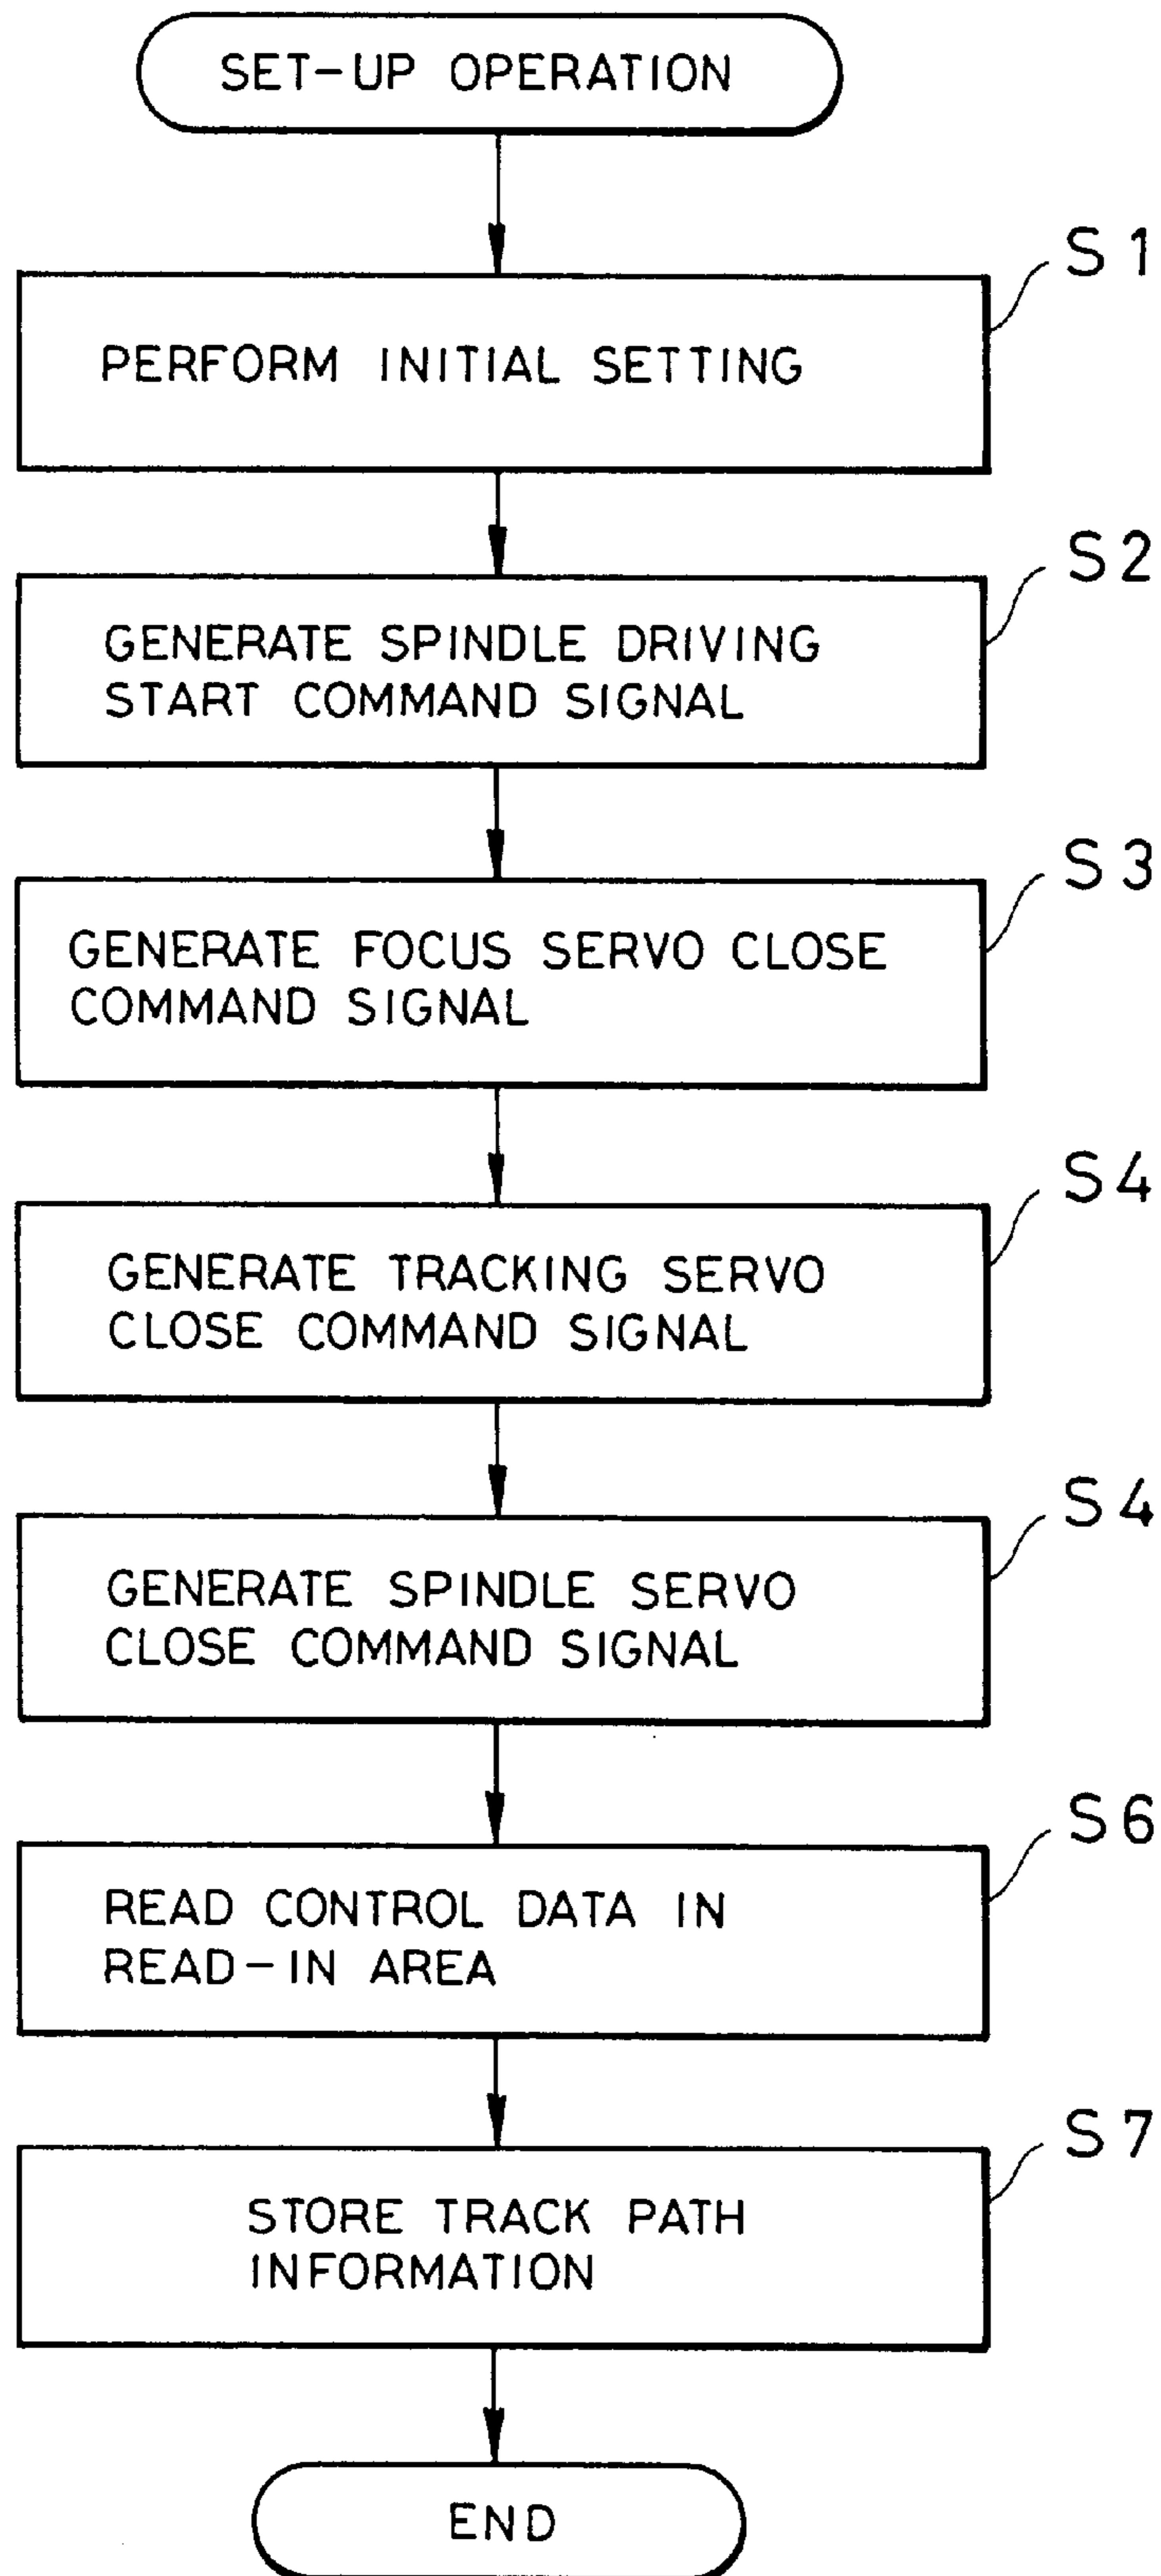 SET-UP OPERATION
S1
PERFORM INITIAL SETTING
S2
GENERATE SPINDLE DRIVING
START COMMAND SIGNAL
S3
GENERATE FOCUS SERVO CLOSE
COMMAND SIGNAL
S4
GENERATE TRACKING SERVO
CLOSE COMMAND SIGNAL
S4
GENERATE SPINDLE SERVO
CLOSE COMMAND SIGNAL
S6
READ CONTROL DATA IN
READ-IN AREA
S7
STORE TRACK PATH
INFORMATION
END